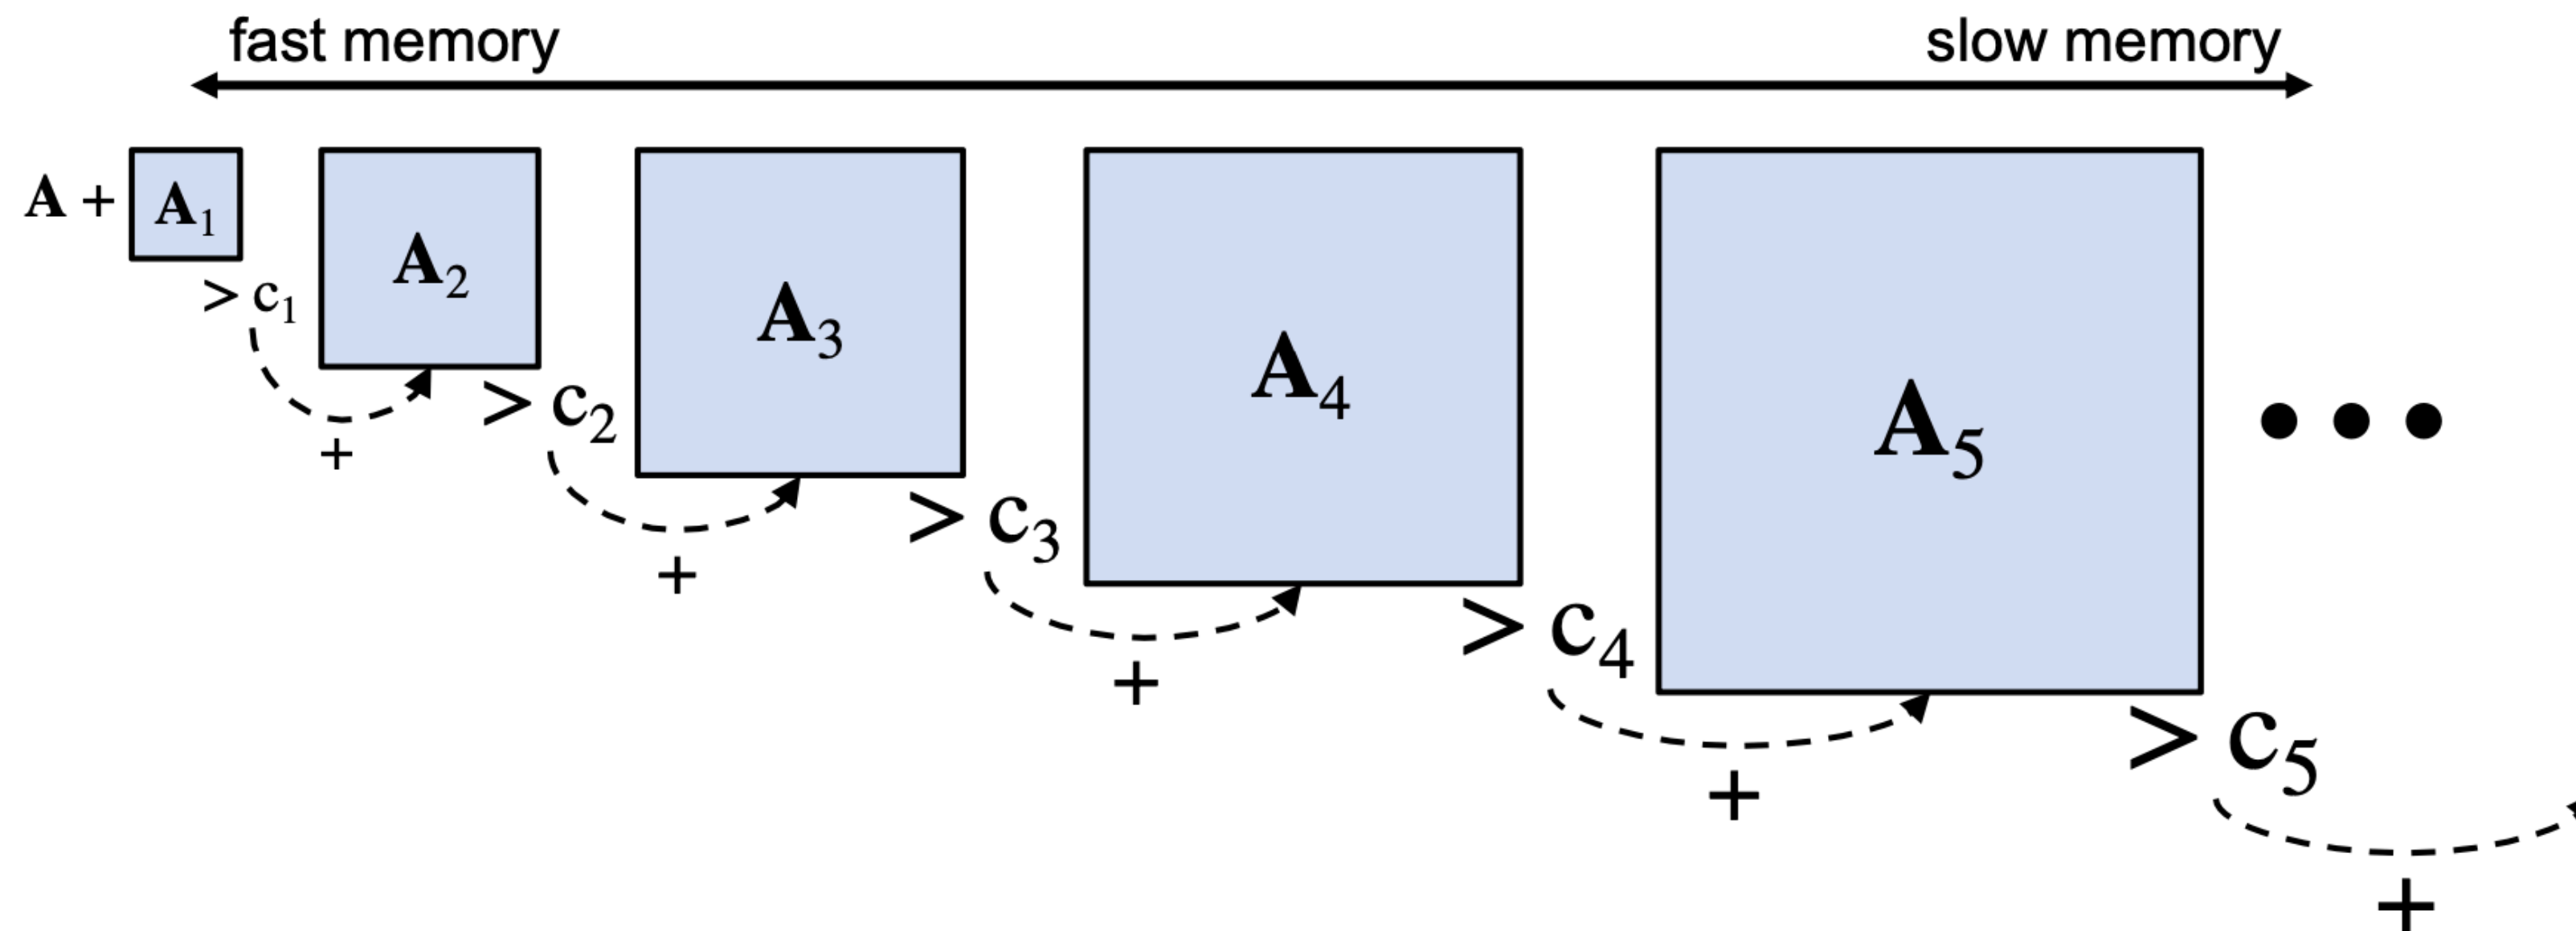 fast memory slow memory
A + A₁ A₂ A₃ A₄ A₅
> c₁
+
> c₂
+
> c₃
+
> c₄
+
> c₅
+